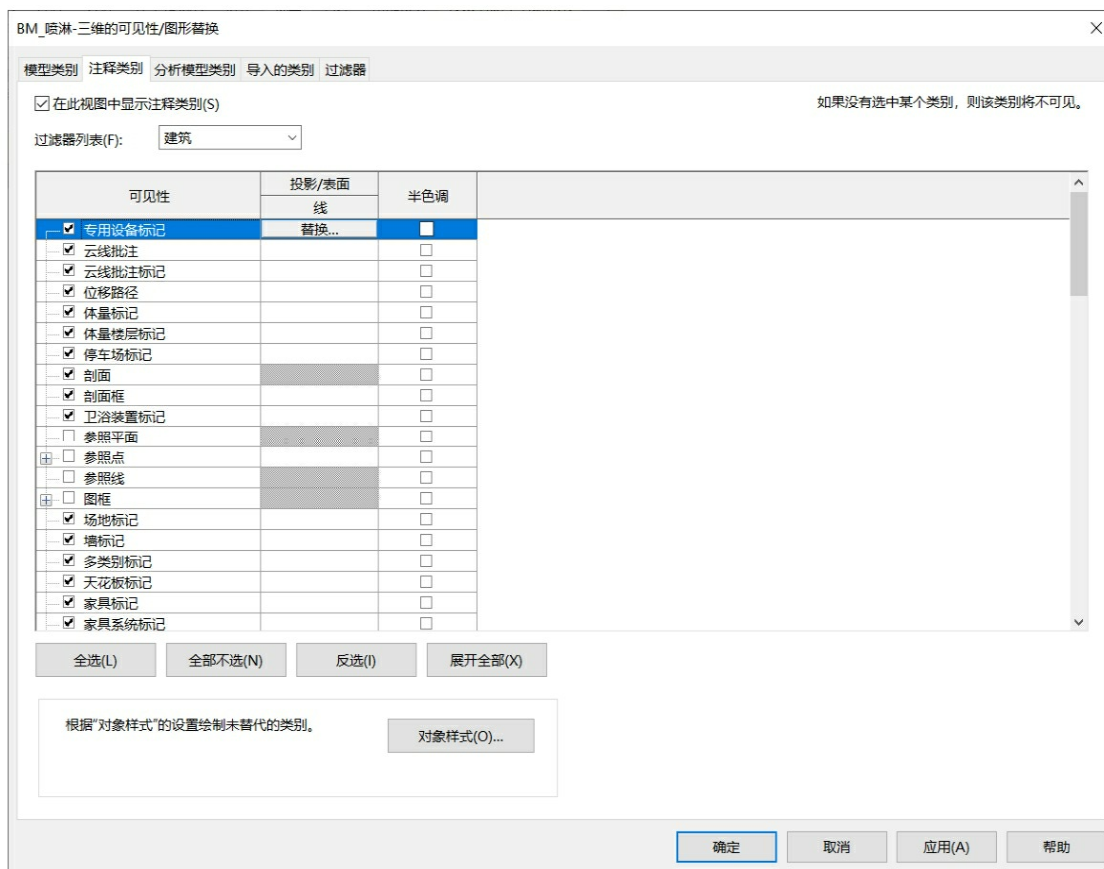 BM_喷淋-三维的可见性/图形替换
模型类别 注释类别 分析模型类别 导入的类别 过滤器
在此视图中显示注释类别(S)
如果没有选中某个类别，则该类别将不可见。
过滤器列表(F): 建筑
可见性 投影/表面 半色调
线
专用设备标记 替换...
云线批注
云线批注标记
位移路径
体量标记
体量楼层标记
停车场标记
剖面
剖面框
卫浴装置标记
参照平面
参照点
参照线
图框
场地标记
墙标记
多类别标记
天花板标记
家具标记
家具系统标记
全选(L) 全部不选(N) 反选(I) 展开全部(X)
根据"对象样式"的设置绘制未替代的类别。
对象样式(O)...
确定 取消 应用(A) 帮助